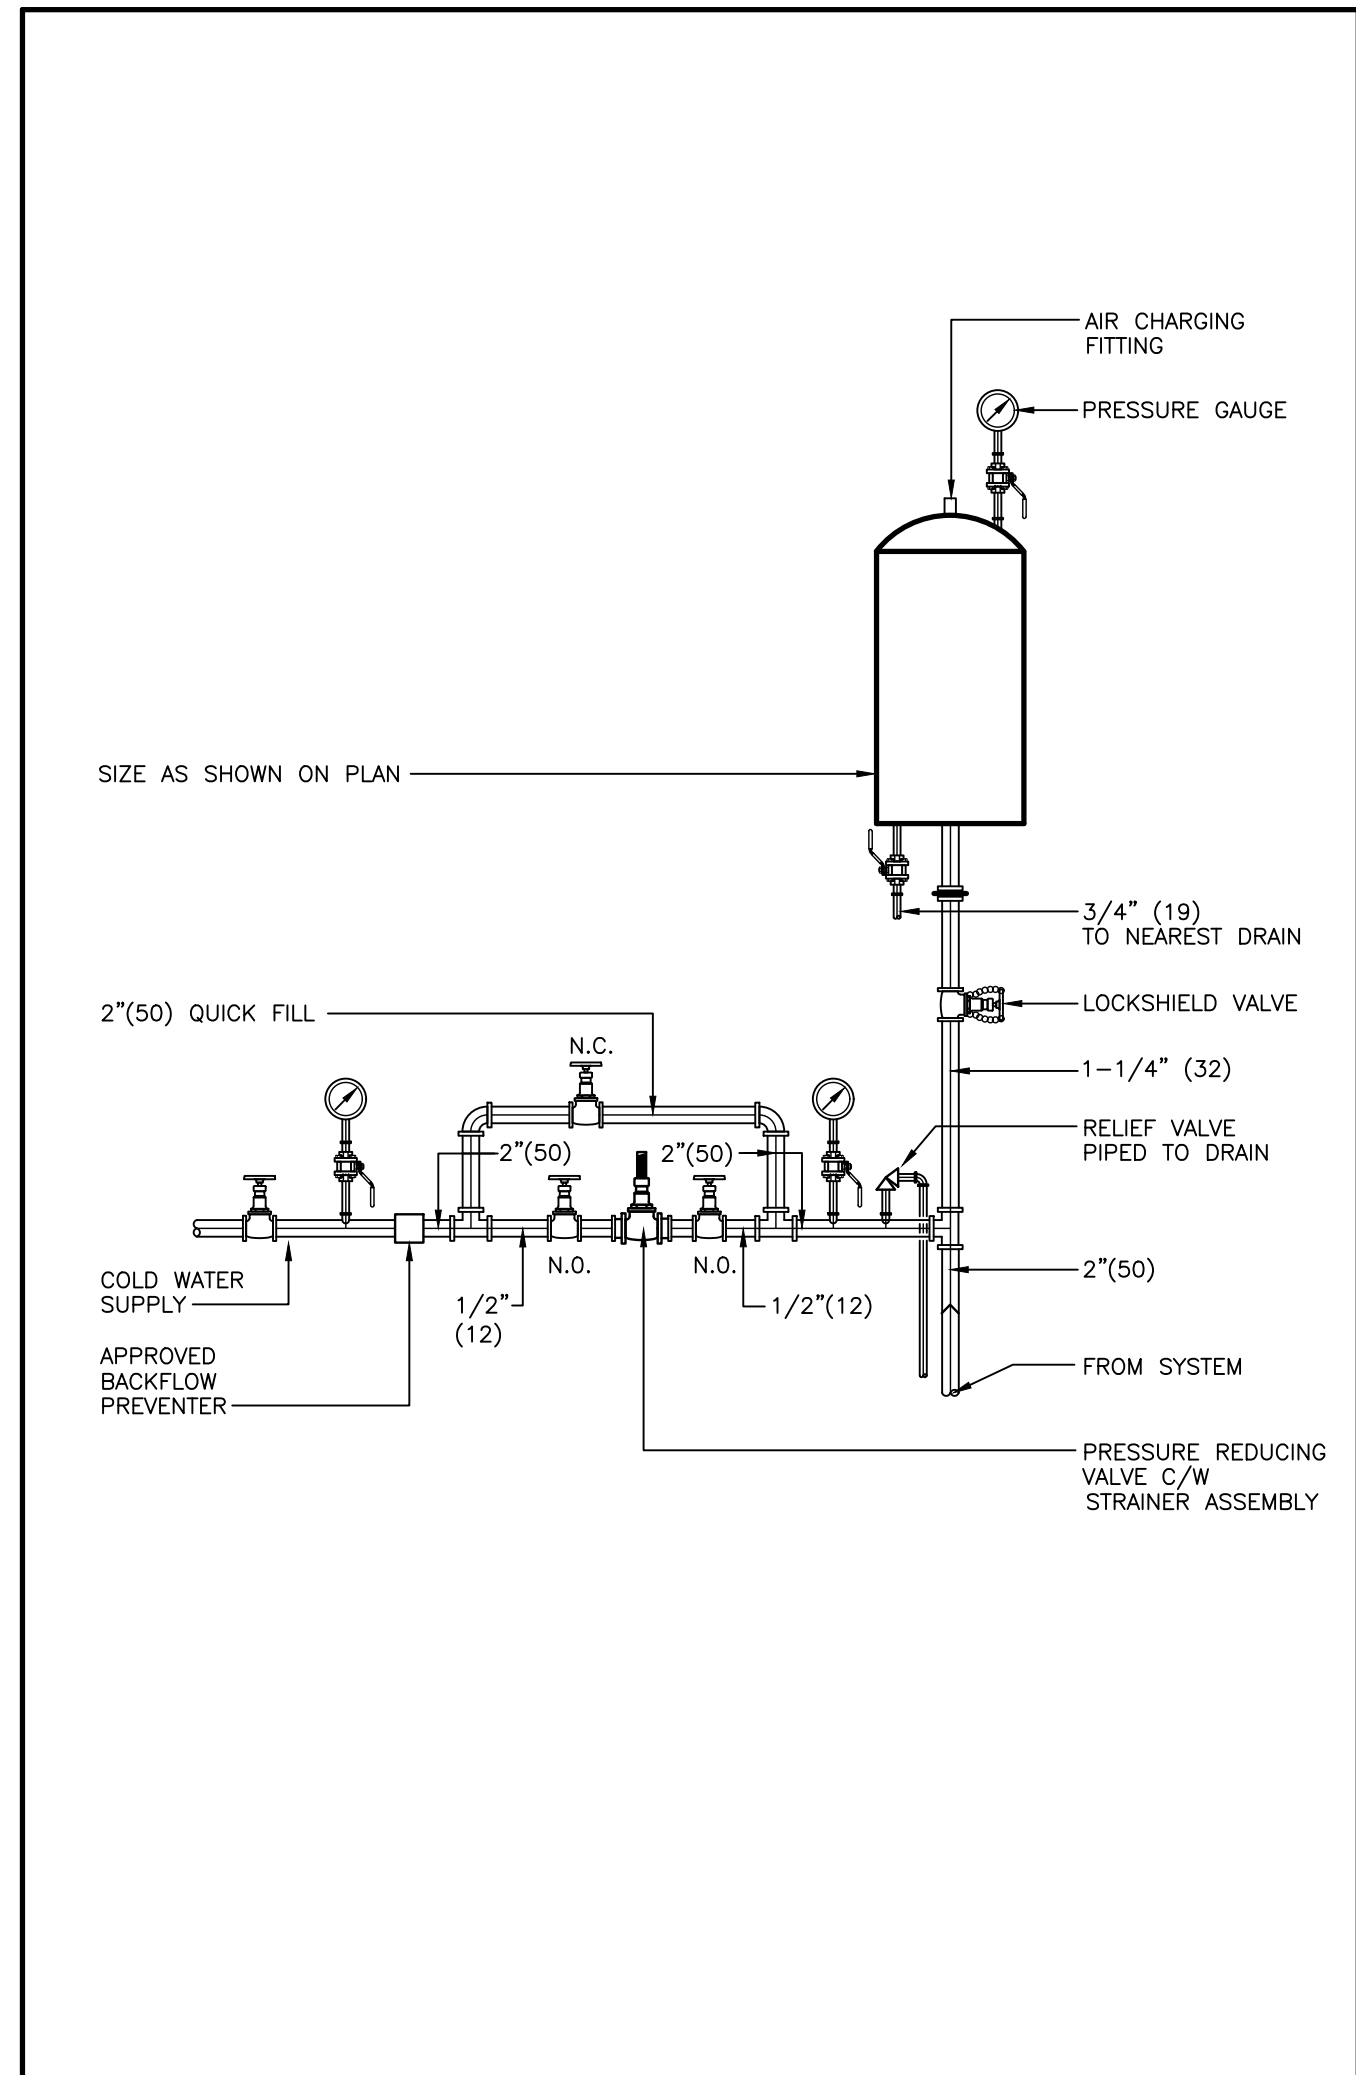 AIR CHARGING
FITTING
PRESSURE GAUGE
SIZE AS SHOWN ON PLAN
3/4" (19)
TO NEAREST DRAIN
2"(50) QUICK FILL
LOCKSHIELD VALVE
N.C.
1-1/4" (32)
2"(50)
2"(50)
RELIEF VALVE
PIPED TO DRAIN
N.O.
N.O.
COLD WATER
SUPPLY
2"(50)
1/2"
(12)
1/2"(12)
APPROVED
BACKFLOW
PREVENTER
FROM SYSTEM
PRESSURE REDUCING
VALVE C/W
STRAINER ASSEMBLY